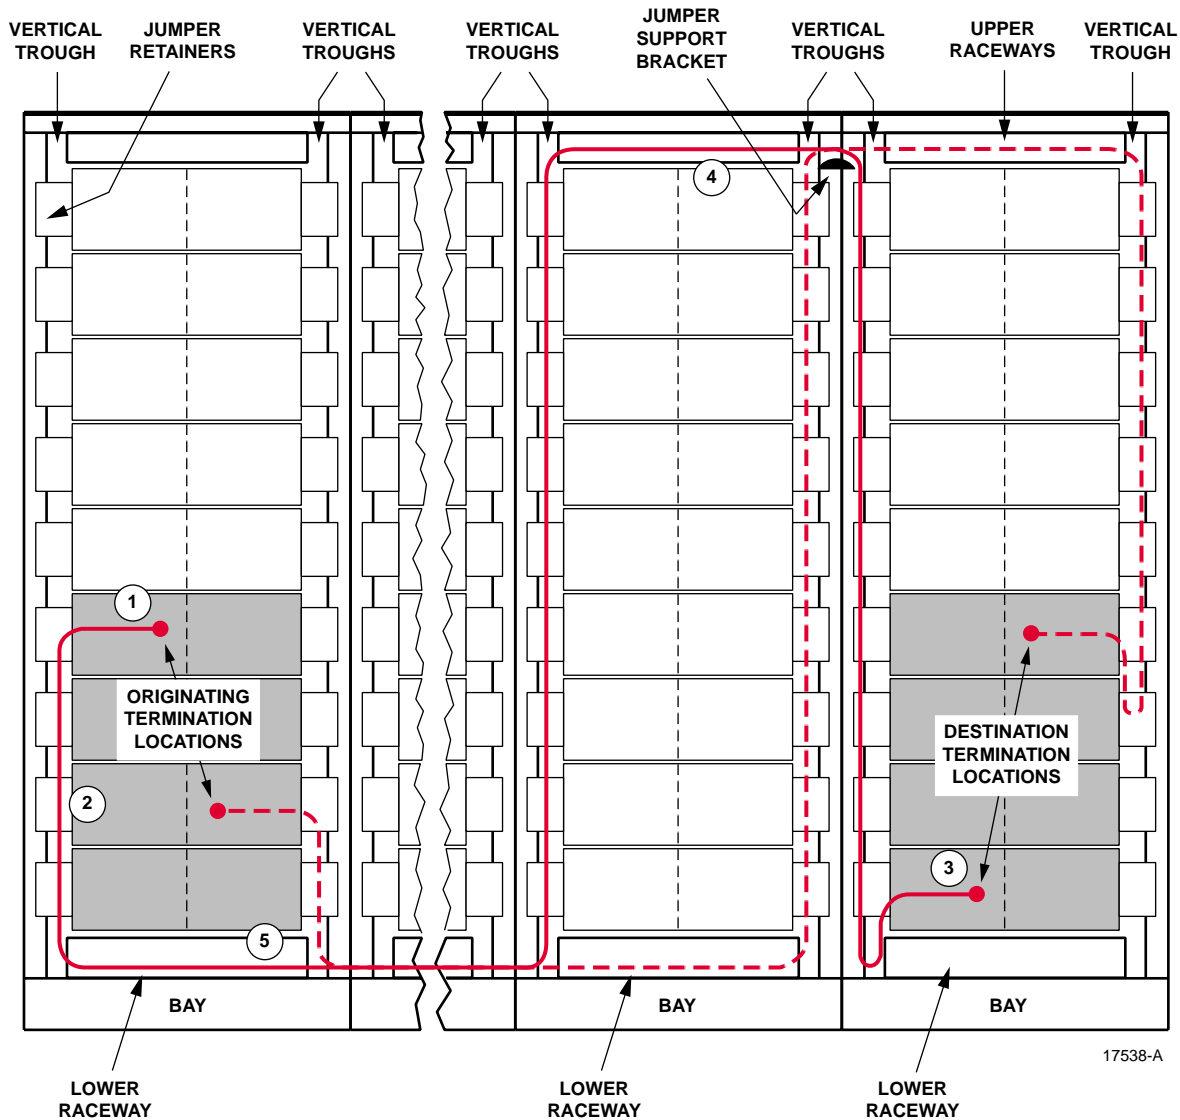 VERTICAL
TROUGH
JUMPER
RETAINERS
VERTICAL
TROUGHS
VERTICAL
TROUGHS
JUMPER
SUPPORT
BRACKET
VERTICAL
TROUGHS
UPPER
RACEWAYS
VERTICAL
TROUGH
4
1
ORIGINATING
TERMINATION
LOCATIONS
DESTINATION
TERMINATION
LOCATIONS
2
3
5
BAY
BAY
BAY
17538-A
LOWER
RACEWAY
LOWER
RACEWAY
LOWER
RACEWAY